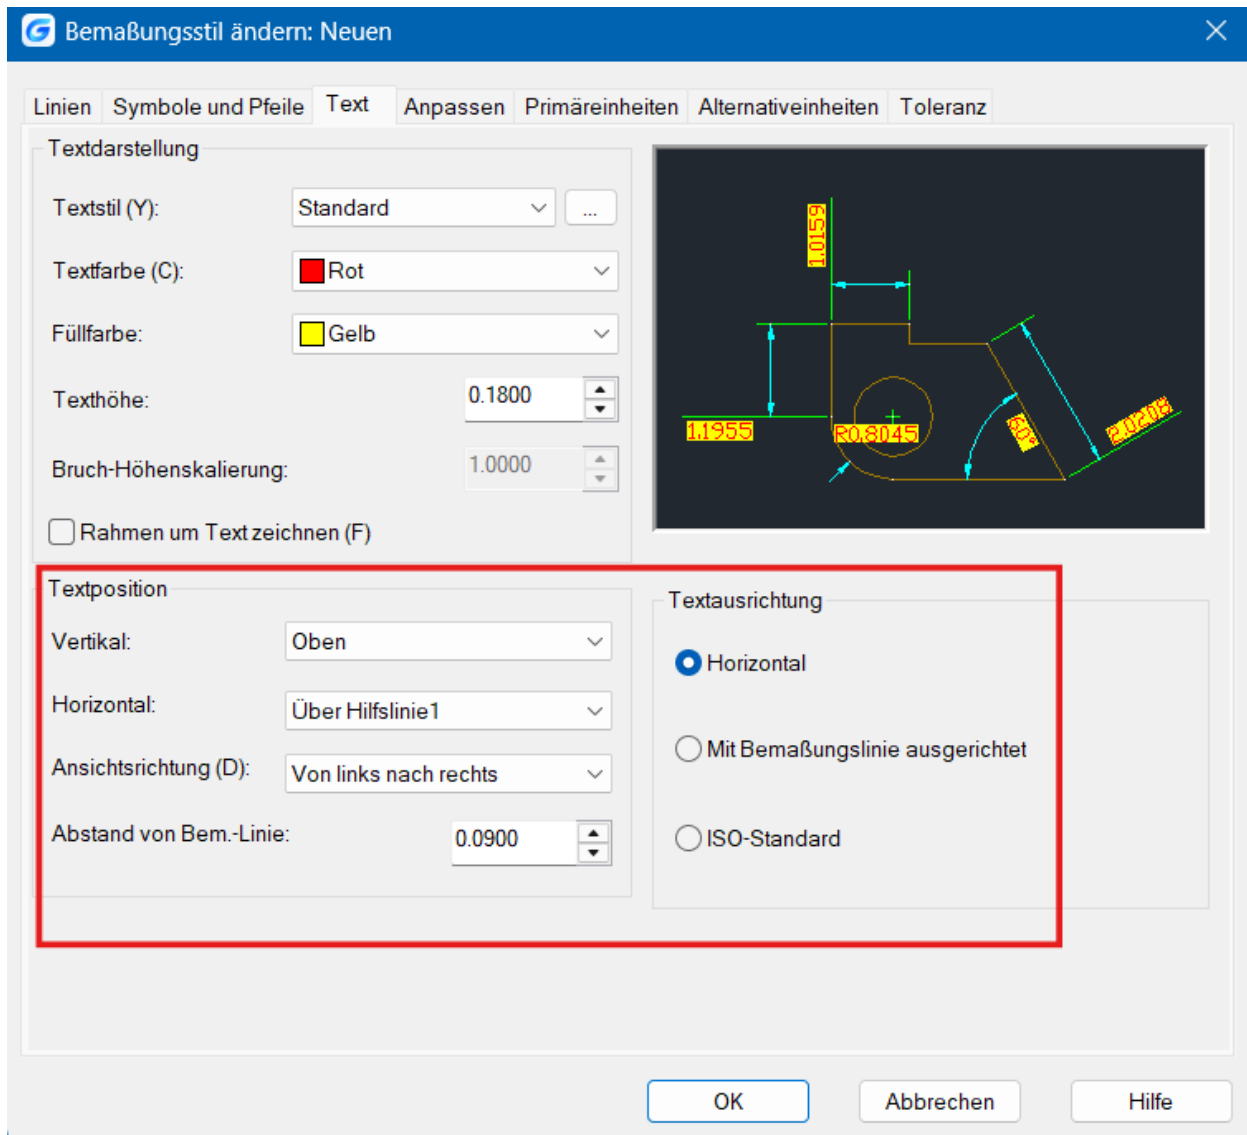 Bemaßungsstil ändern: Neuen
Linien Symbole und Pfeile Text Anpassen Primäreinheiten Alternativeinheiten Toleranz
Textdarstellung
Textstil (Y): Standard ...
Textfarbe (C): Rot
Füllfarbe: Gelb
Texthöhe: 0.1800
Bruch-Höhenskalierung: 1.0000
Rahmen um Text zeichnen (F)
1.0159
1.1955
R0.8045
60°
2.0208
Textposition
Vertikal: Oben
Horizontal: Über Hilfslinie1
Ansichtsrichtung (D): Von links nach rechts
Abstand von Bem.-Linie: 0.0900
Textausrichtung
Horizontal
Mit Bemaßungslinie ausgerichtet
ISO-Standard
OK Abbrechen Hilfe